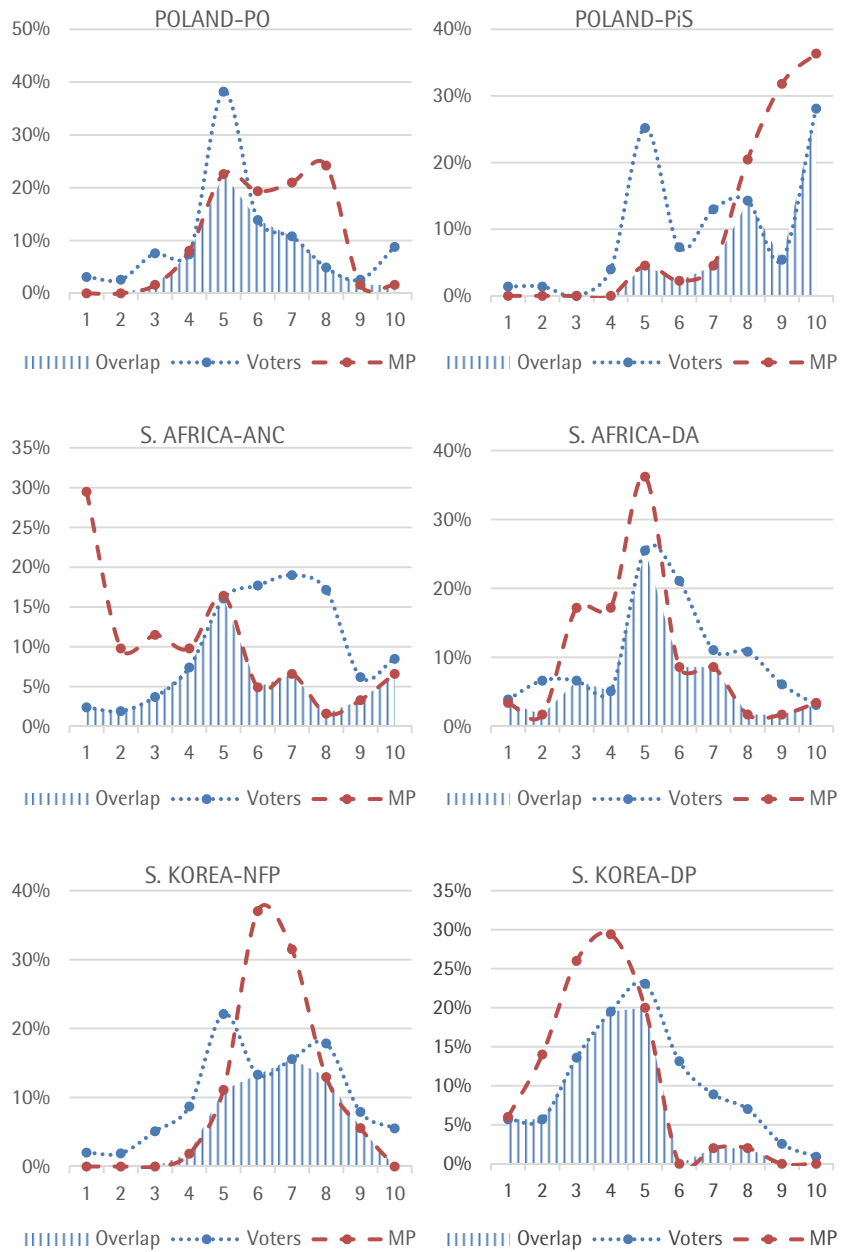 POLAND-PO
50%
40%
30%
20%
10%
0%
1 2 3 4 5 6 7 8 9 10
Overlap Voters MP
POLAND-PiS
40%
30%
20%
10%
0%
1 2 3 4 5 6 7 8 9 10
Overlap Voters MP
S. AFRICA-ANC
35%
30%
25%
20%
15%
10%
5%
0%
1 2 3 4 5 6 7 8 9 10
Overlap Voters MP
S. AFRICA-DA
40%
30%
20%
10%
0%
1 2 3 4 5 6 7 8 9 10
Overlap Voters MP
S. KOREA-NFP
40%
30%
20%
10%
0%
1 2 3 4 5 6 7 8 9 10
Overlap Voters MP
S. KOREA-DP
35%
30%
25%
20%
15%
10%
5%
0%
1 2 3 4 5 6 7 8 9 10
Overlap Voters MP